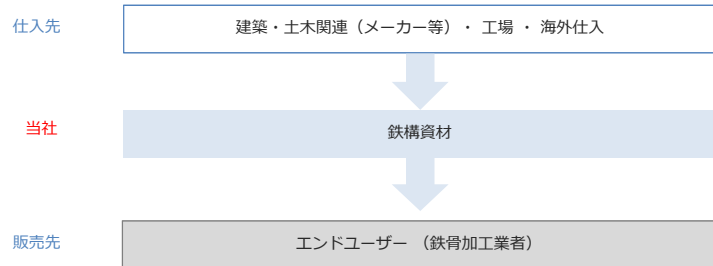 仕入先
建築・土木関連（メーカー等）・ 工場 ・ 海外仕入
当社
鉄構資材
販売先
エンドユーザー （鉄骨加工業者）